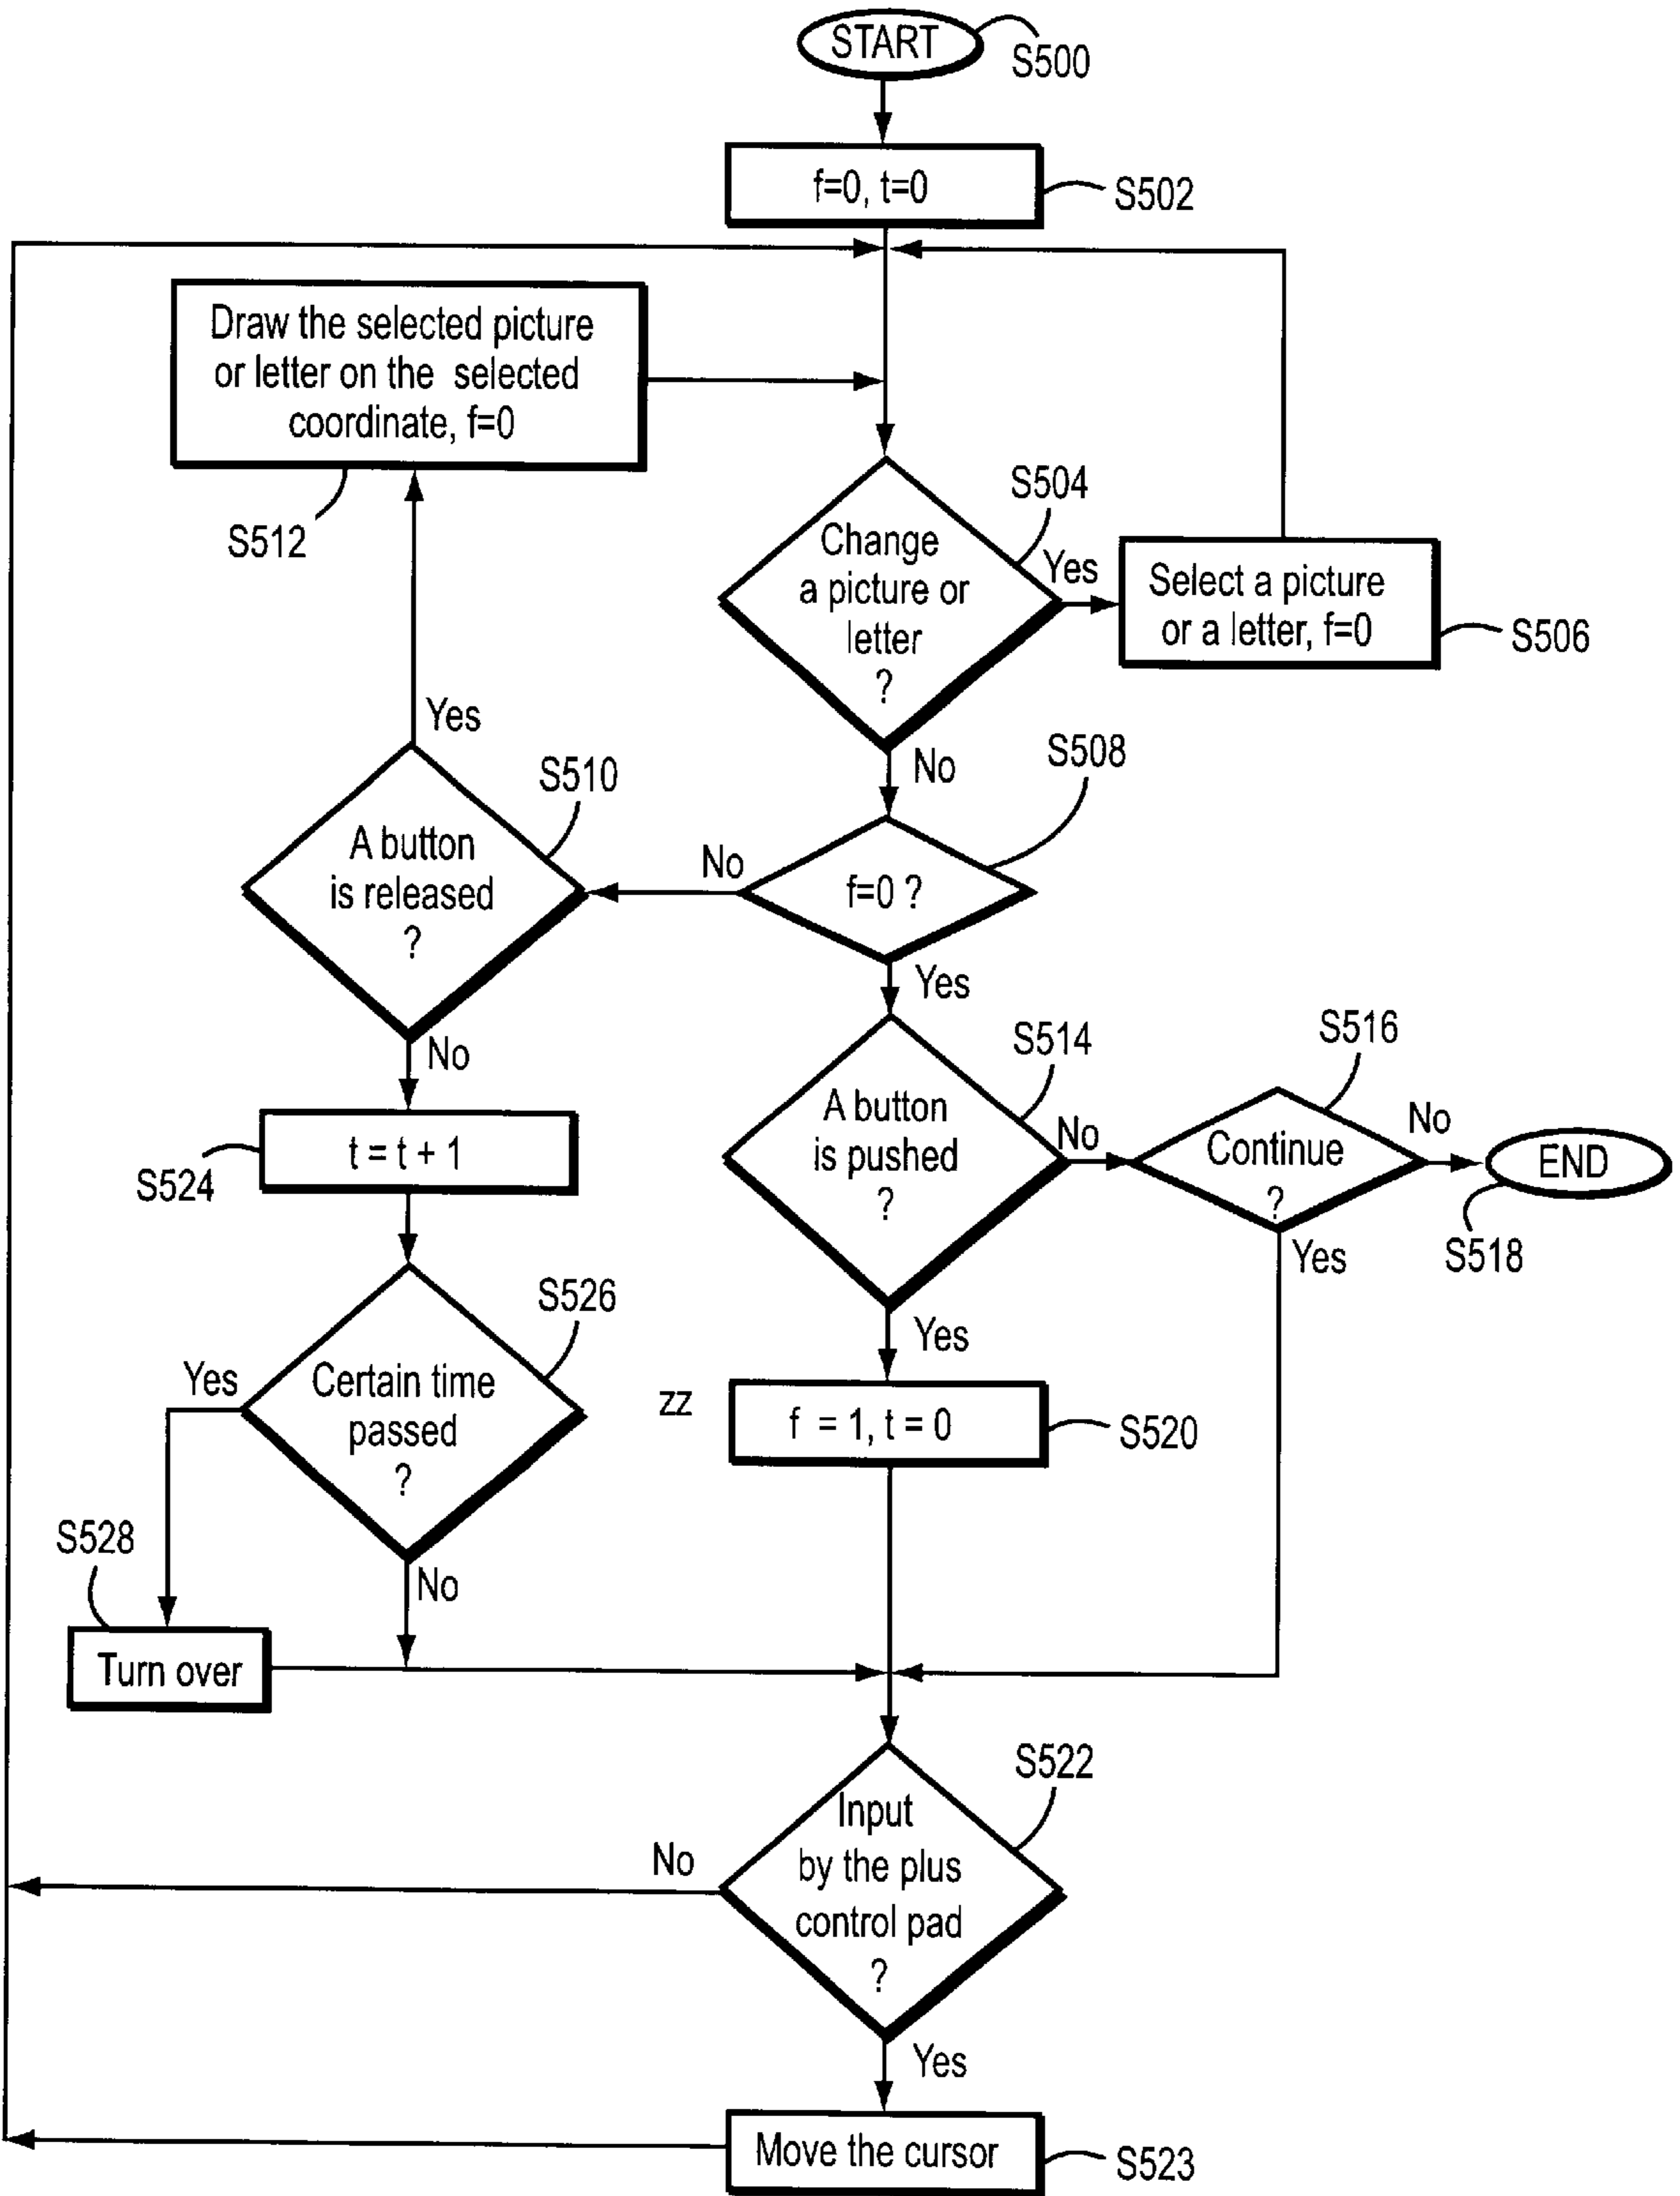 START
S500
f=0, t=0
S502
Draw the selected picture
or letter on the selected
coordinate, f=0
S512
S504
Change
a picture or
letter
?
Yes
Select a picture
or a letter, f=0
S506
No
S508
f=0 ?
No
Yes
S510
A button
is released
?
Yes
No
S514
A button
is pushed
?
No
S516
Continue
?
No
END
S518
Yes
t = t + 1
S524
S526
Certain time
passed
?
Yes
No
zz
Yes
f = 1, t = 0
S520
S528
Turn over
S522
Input
by the plus
control pad
?
No
Yes
Move the cursor
S523